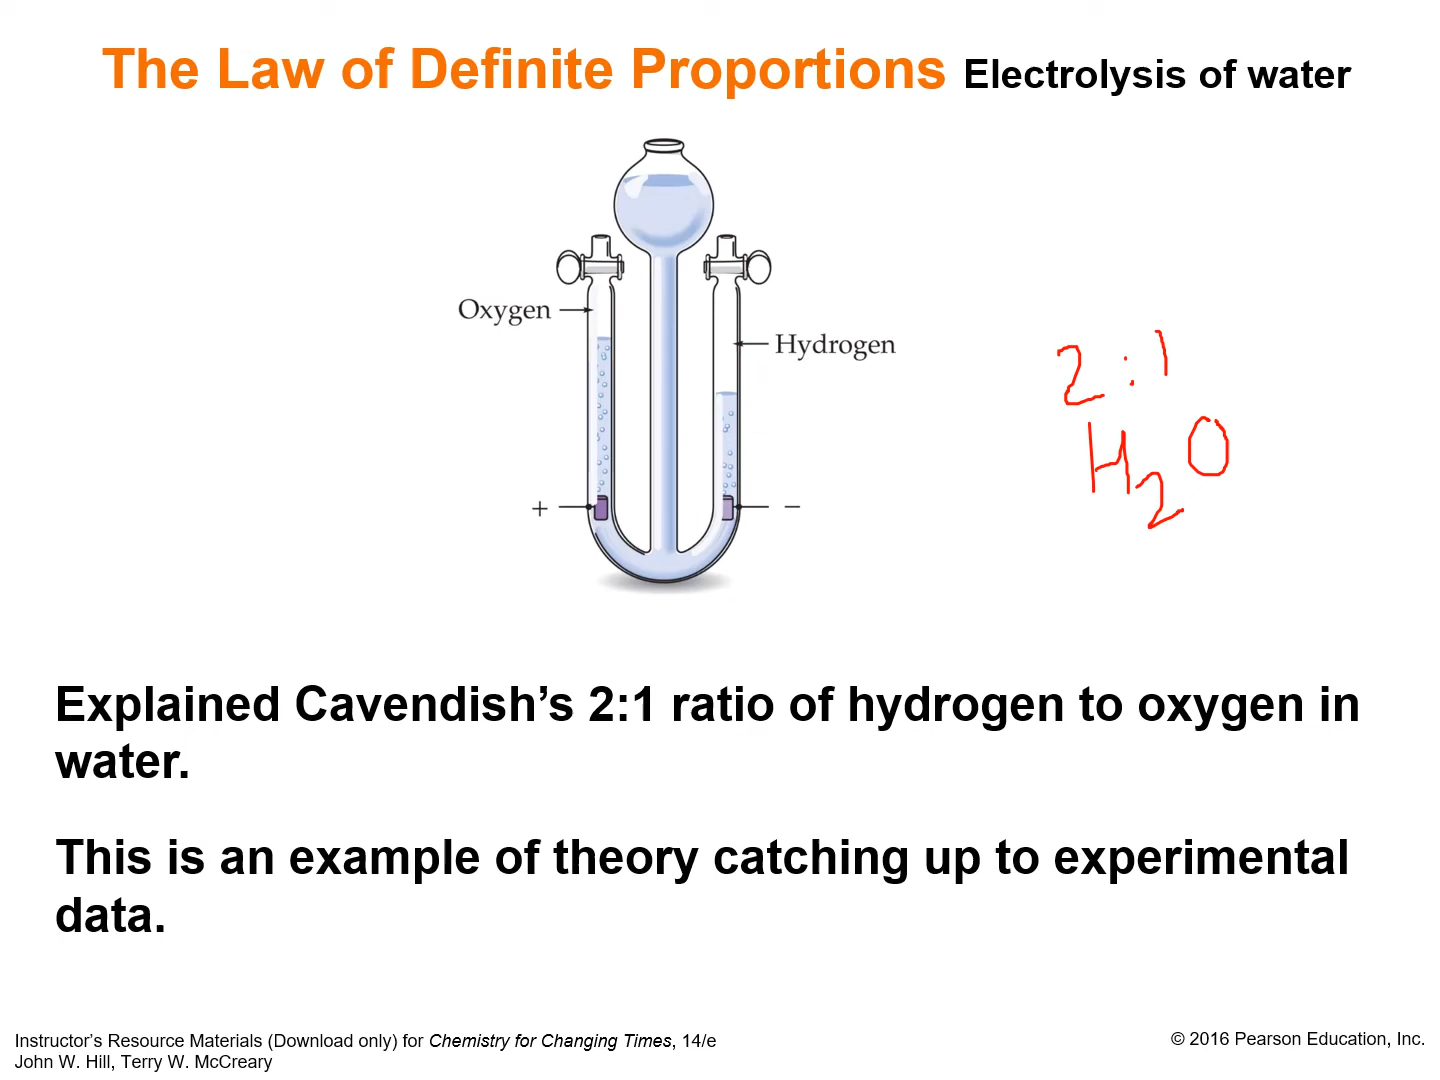 The Law of Definite Proportions Electrolysis of water
Oxygen
Hydrogen
2:1
H2O
+
−
Explained Cavendish’s 2:1 ratio of hydrogen to oxygen in
water.
This is an example of theory catching up to experimental
data.
Instructor’s Resource Materials (Download only) for Chemistry for Changing Times, 14/e
John W. Hill, Terry W. McCreary
© 2016 Pearson Education, Inc.